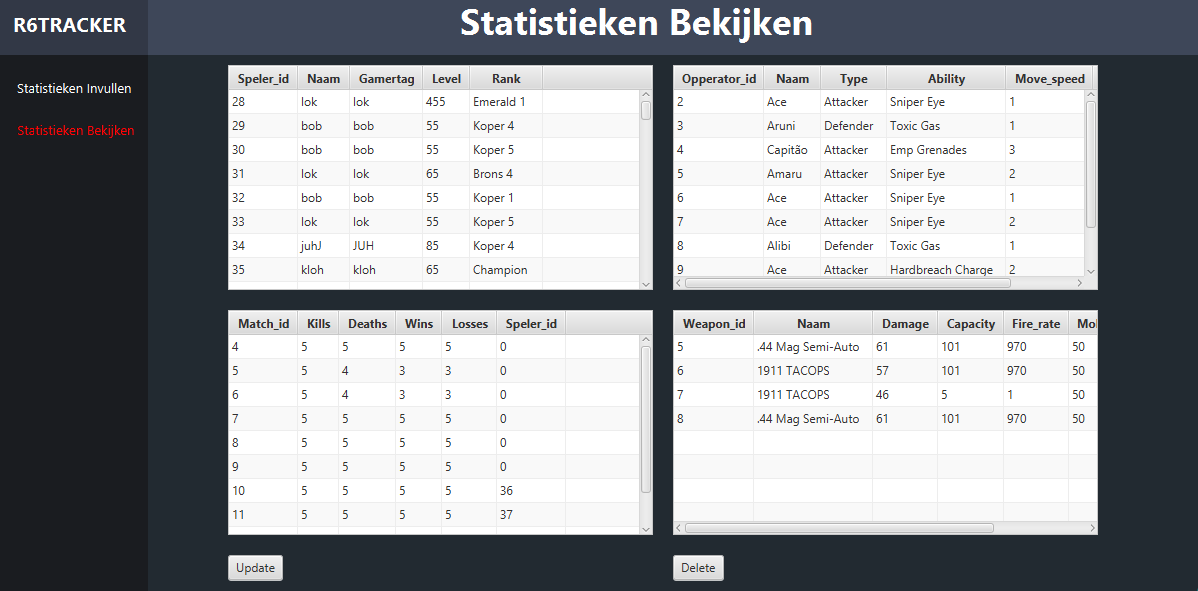 R6TRACKER
Statistieken Bekijken
Statistieken Invullen
Statistieken Bekijken
Speler_id Naam Gamertag Level Rank
28 lok lok 455 Emerald 1
29 bob bob 55 Koper 4
30 bob bob 55 Koper 5
31 lok lok 65 Brons 4
32 bob bob 55 Koper 1
33 lok lok 55 Koper 5
34 juhJ JUH 85 Koper 4
35 kloh kloh 65 Champion
Opperator_id Naam Type Ability Move_speed
2 Ace Attacker Sniper Eye 1
3 Aruni Defender Toxic Gas 1
4 Capitão Attacker Emp Grenades 3
5 Amaru Attacker Sniper Eye 2
6 Ace Attacker Sniper Eye 1
7 Ace Attacker Sniper Eye 2
8 Alibi Defender Toxic Gas 1
9 Ace Attacker Hardbreach Charge 2
Match_id Kills Deaths Wins Losses Speler_id
4 5 5 5 5 0
5 5 4 3 3 0
6 5 4 3 3 0
7 5 5 5 5 0
8 5 5 5 5 0
9 5 5 5 5 0
10 5 5 5 5 36
11 5 5 5 5 37
Weapon_id Naam Damage Capacity Fire_rate
5 .44 Mag Semi-Auto 61 101 970 50
6 1911 TACOPS 57 101 970 50
7 1911 TACOPS 46 5 1 50
8 .44 Mag Semi-Auto 61 101 970 50
Update
Delete